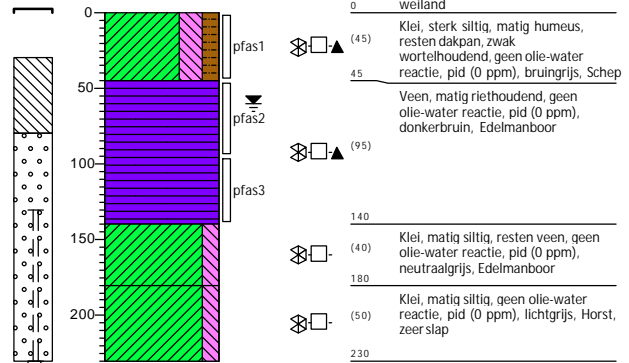 0
50
100
150
200
pfas1
pfas2
pfas3
0 weiland
(45) Klei, sterk siltig, matig humeus,
resten dakpan, zwak
wortelhoudend, geen olie-water
reactie, pid (0 ppm), bruingrijs, Schep
45
Veen, matig riethoudend, geen
olie-water reactie, pid (0 ppm),
donkerbruin, Edelmanboor
(95)
140
Klei, matig siltig, resten veen, geen
(40) olie-water reactie, pid (0 ppm),
neutraalgrijs, Edelmanboor
180
Klei, matig siltig, geen olie-water
(50) reactie, pid (0 ppm), lichtgrijs, Horst,
zeer slap
230